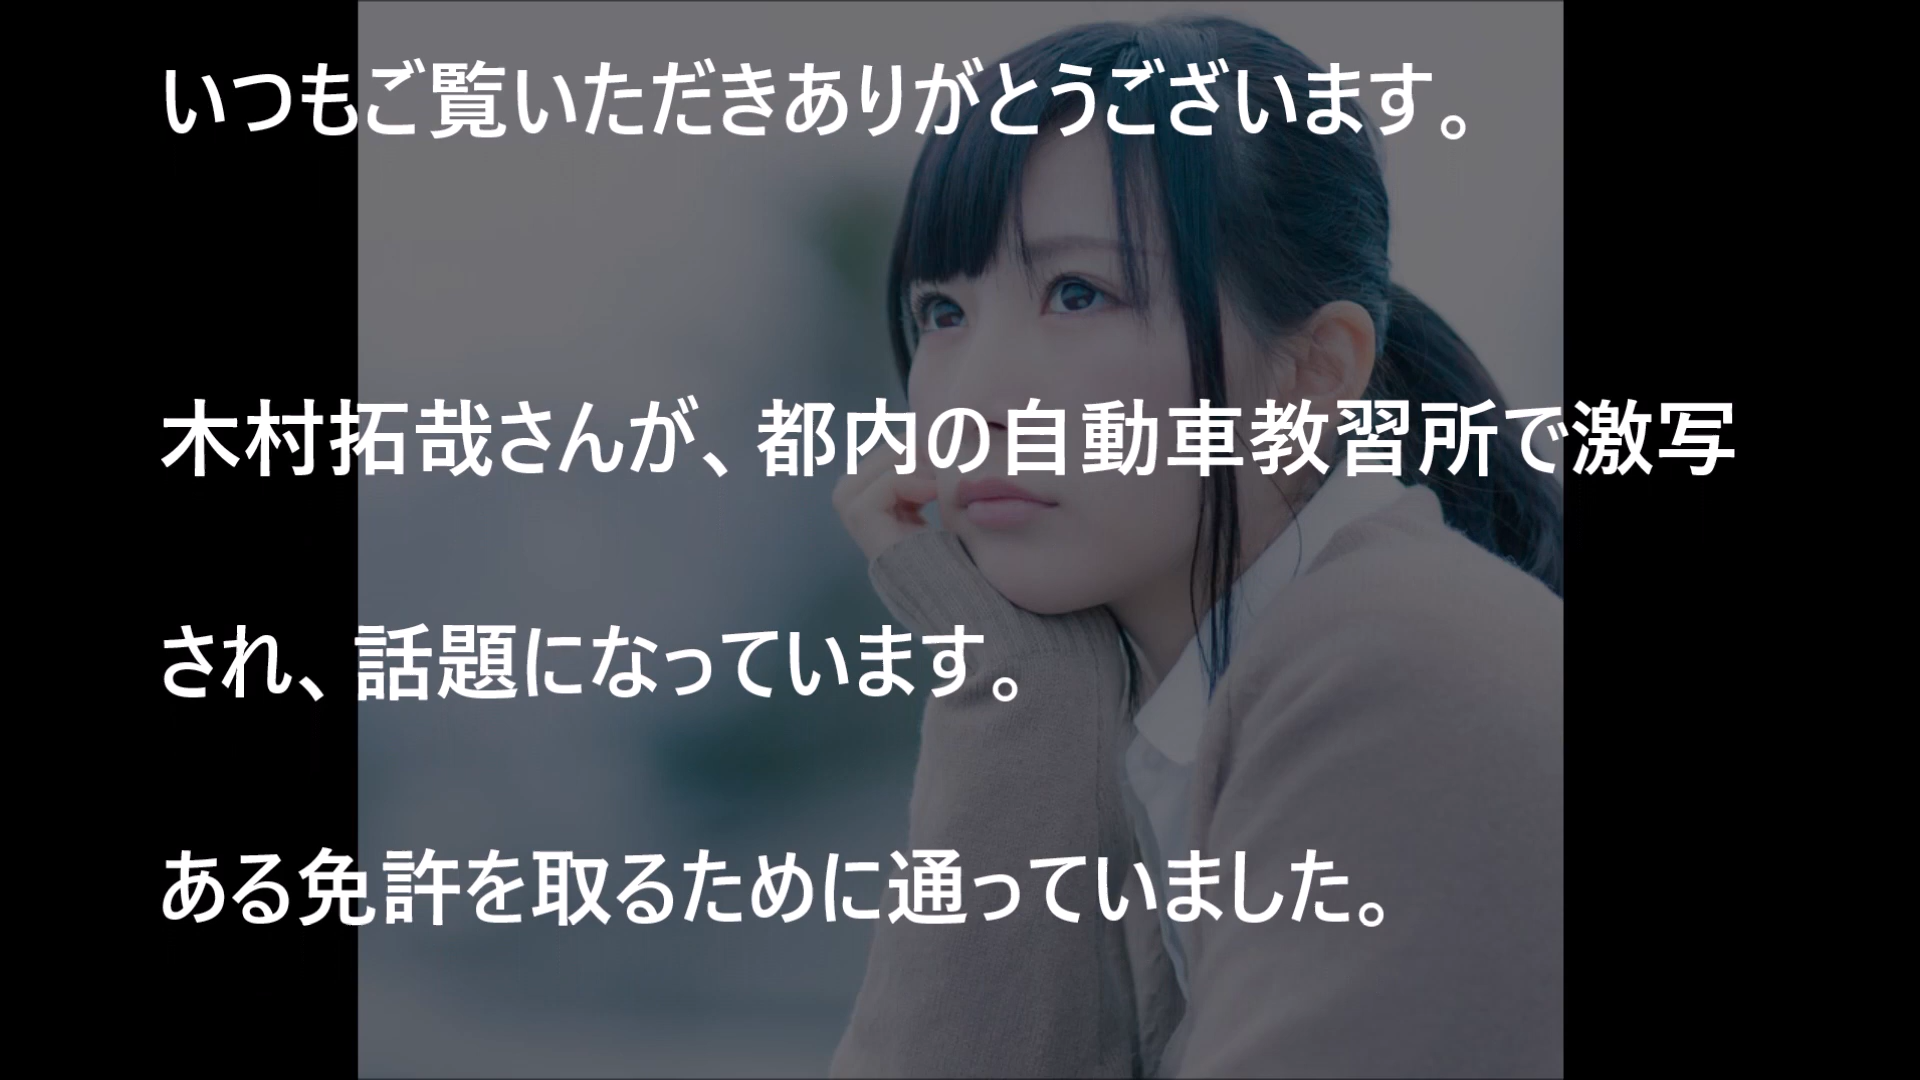 いつもご覧いただきありがとうございます。
木村拓哉さんが、都内の自動車教習所で激写
され、話題になっています。
ある免許を取るために通っていました。